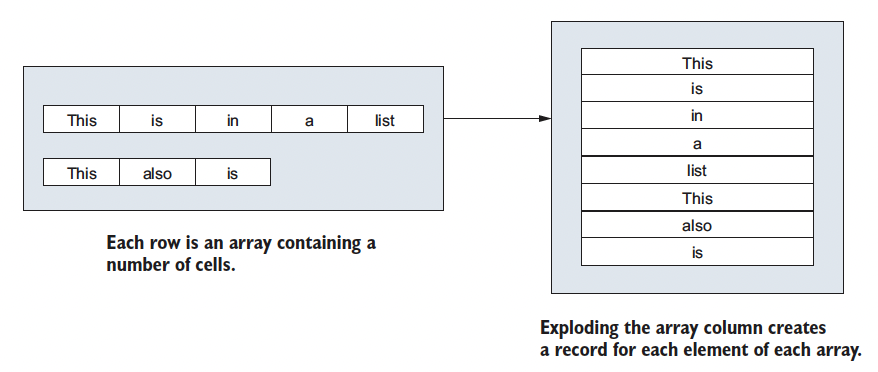 This is in a list
This also is
Each row is an array containing a
number of cells.
This
is
in
a
list
This
also
is
Exploding the array column creates
a record for each element of each array.